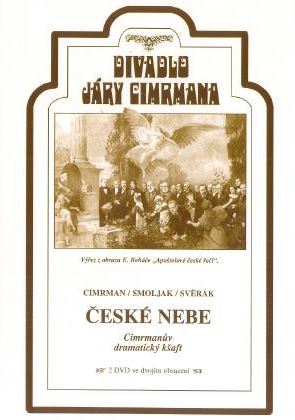 DIVADLO
JÁRY CIMRMANA
Výřez z obrazu E. Boháče „Apoštolové české řeči“.
CIMRMAN / SMOLJAK / SVĚRÁK
ČESKÉ NEBE
Cimrmanův
dramatický kšaft
☞ 2 DVD ve dvojím obsazení ☜